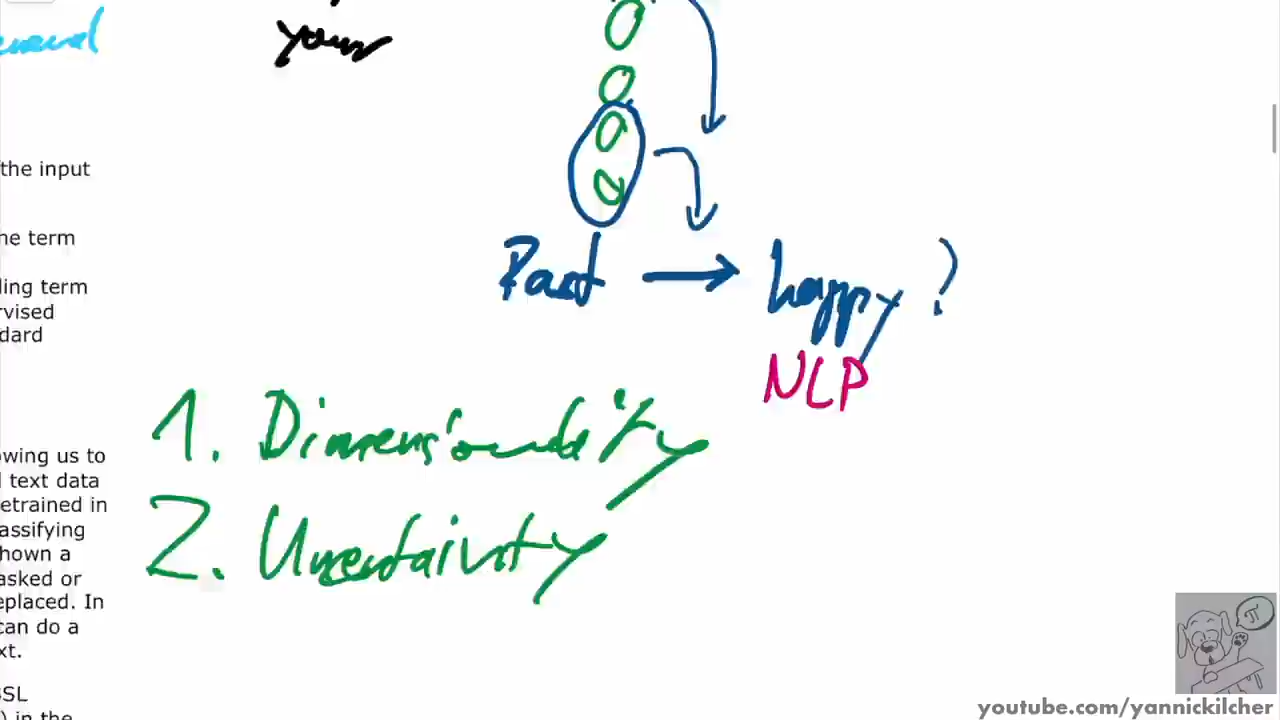 your
the input
he term
ling term
rvised
dard
Past → happy ?
NLP
1. Dimensionality
2. Uncertainty
owing us to
l text data
etrained in
assifying
hown a
asked or
eplaced. In
can do a
xt.
SSL
) in the
π
youtube.com/yannickilcher